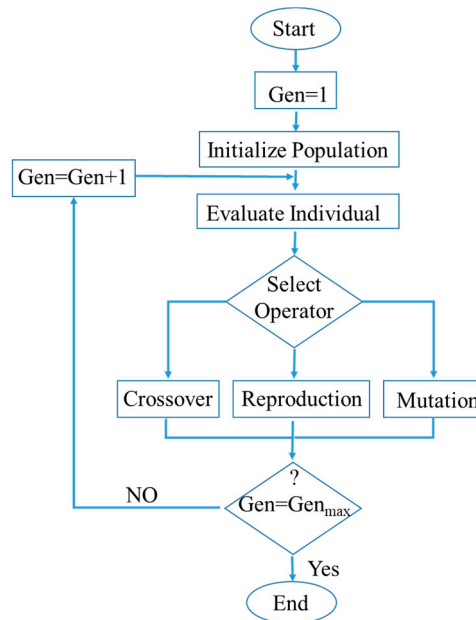 Start
Gen=1
Initialize Population
Gen=Gen+1
Evaluate Individual
Select
Operator
Crossover
Reproduction
Mutation
?
Gen=Genmax
NO
Yes
End